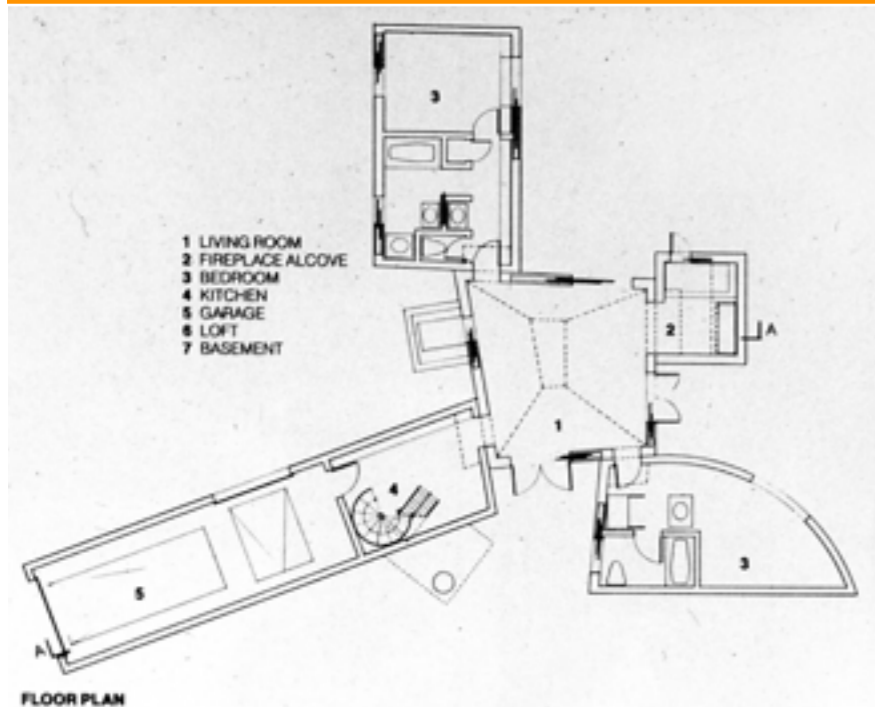 3
1 LIVING ROOM
2 FIREPLACE ALCOVE
3 BEDROOM
4 KITCHEN
5 GARAGE
6 LOFT
7 BASEMENT
2
A
1
4
3
5
A
FLOOR PLAN